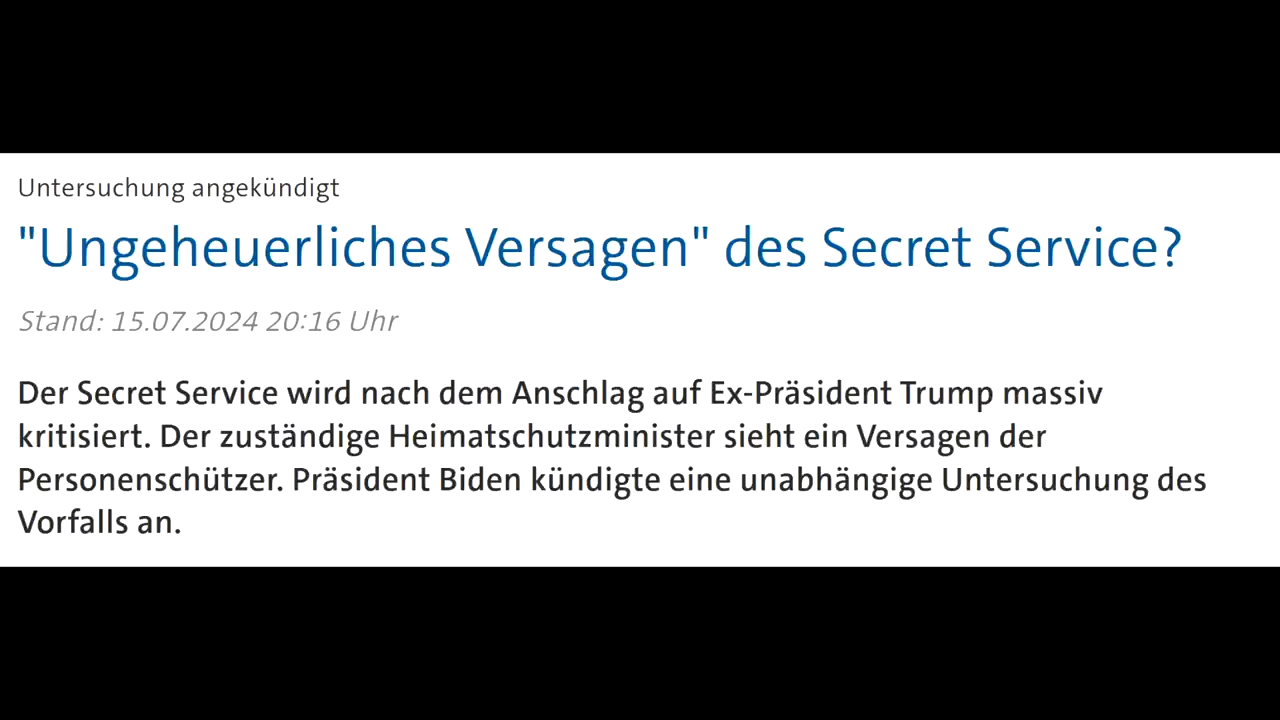 Untersuchung angekündigt
"Ungeheuerliches Versagen" des Secret Service?
Stand: 15.07.2024 20:16 Uhr
Der Secret Service wird nach dem Anschlag auf Ex-Präsident Trump massiv
kritisiert. Der zuständige Heimatschutzminister sieht ein Versagen der
Personenschützer. Präsident Biden kündigte eine unabhängige Untersuchung des
Vorfalls an.